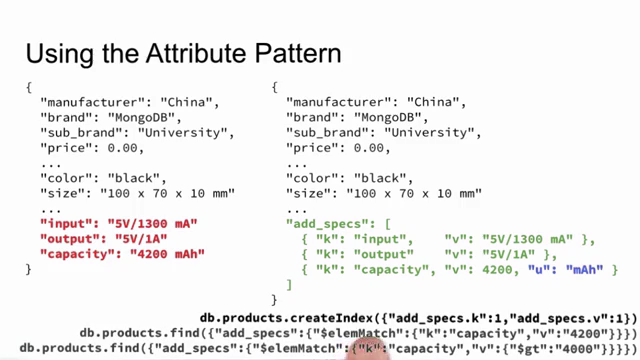 Using the Attribute Pattern
{
"manufacturer": "China",
"brand": "MongoDB",
"sub_brand": "University",
"price": 0.00,
...
"color": "black",
"size": "100 x 70 x 10 mm"
...
"input": "5V/1300 mA"
"output": "5V/1A"
"capacity": "4200 mAh"
}
{
"manufacturer": "China",
"brand": "MongoDB",
"sub_brand": "University",
"price": 0.00,
...
"color": "black",
"size": "100 x 70 x 10 mm"
...
"add_specs": [
{ "k": "input", "v": "5V/1300 mA" },
{ "k": "output" "v": "5V/1A" },
{ "k": "capacity", "v": 4200, "u": "mAh" }
]
}
db.products.createIndex({"add_specs.k":1,"add_specs.v":1})
db.products.find({"add_specs":{"$elemMatch":{"k":"capacity","v":"4200"}}})
db.products.find({"add_specs":{"$elemMatch":{"k":"capacity","v":{"$gt":"4000"}}}})